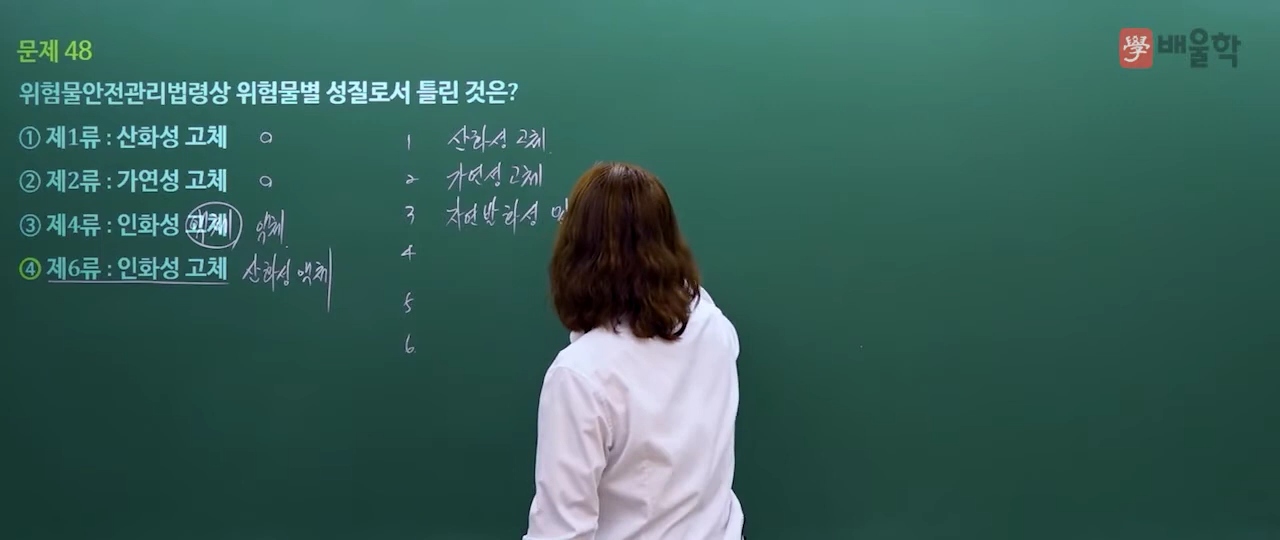 學 배울학
문제 48
위험물안전관리법령상 위험물별 성질로서 틀린 것은?
① 제1류 : 산화성 고체 o
② 제2류 : 가연성 고체 o
③ 제4류 : 인화성 고체 액체
④ 제6류 : 인화성 고체 산화성 액체
1 산화성 고체
2 가연성 고체
3 자연발화성 및
4
5
6